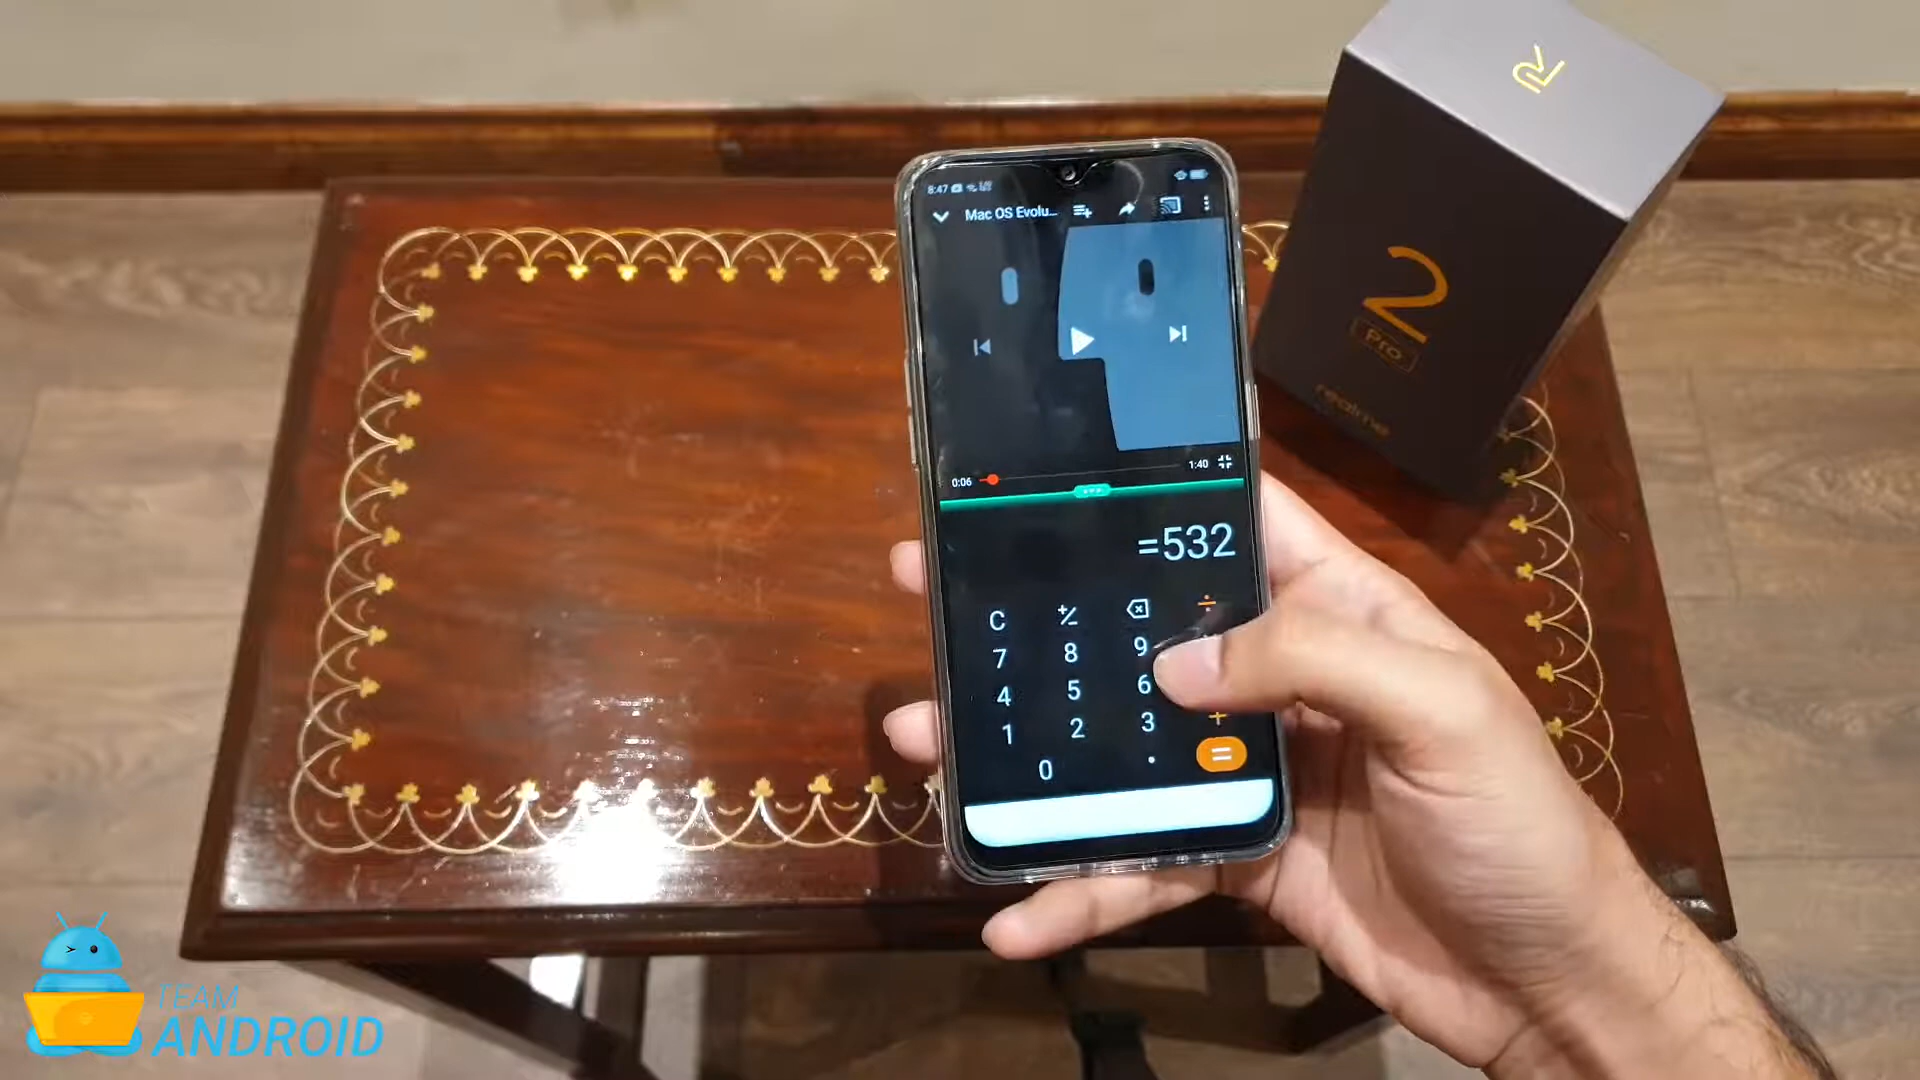 8:47
Mac OS Evolu...
0:06
1:40
=532
C
7 8 9
4 5 6
1 2 3
0 .
=
2
Pro
realme
TEAM
ANDROID